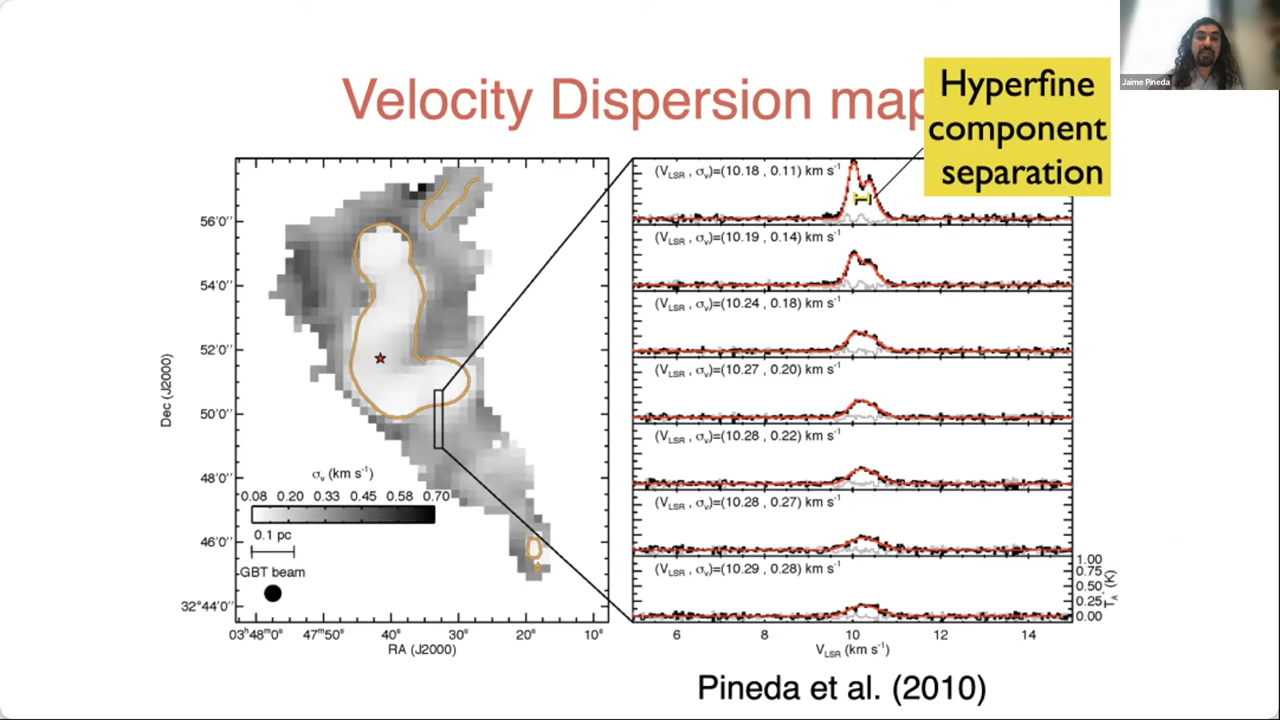 Jaime Pineda
Velocity Dispersion map
Hyperfine
component
separation
(V_LSR , σ_v)=(10.18 , 0.11) km s⁻¹
(V_LSR , σ_v)=(10.19 , 0.14) km s⁻¹
(V_LSR , σ_v)=(10.24 , 0.18) km s⁻¹
(V_LSR , σ_v)=(10.27 , 0.20) km s⁻¹
(V_LSR , σ_v)=(10.28 , 0.22) km s⁻¹
(V_LSR , σ_v)=(10.28 , 0.27) km s⁻¹
(V_LSR , σ_v)=(10.29 , 0.28) km s⁻¹
56'0''
54'0''
52'0''
50'0''
48'0''
46'0''
32°44'0''
Dec (J2000)
σ_v (km s⁻¹)
0.08 0.20 0.33 0.45 0.58 0.70
0.1 pc
GBT beam
03ʰ48ᵐ0ˢ 47ᵐ50ˢ 40ˢ 30ˢ 20ˢ 10ˢ
RA (J2000)
1.00
0.75
0.50
0.25
0.00
T_A (K)
6 8 10 12 14
V_LSR (km s⁻¹)
Pineda et al. (2010)